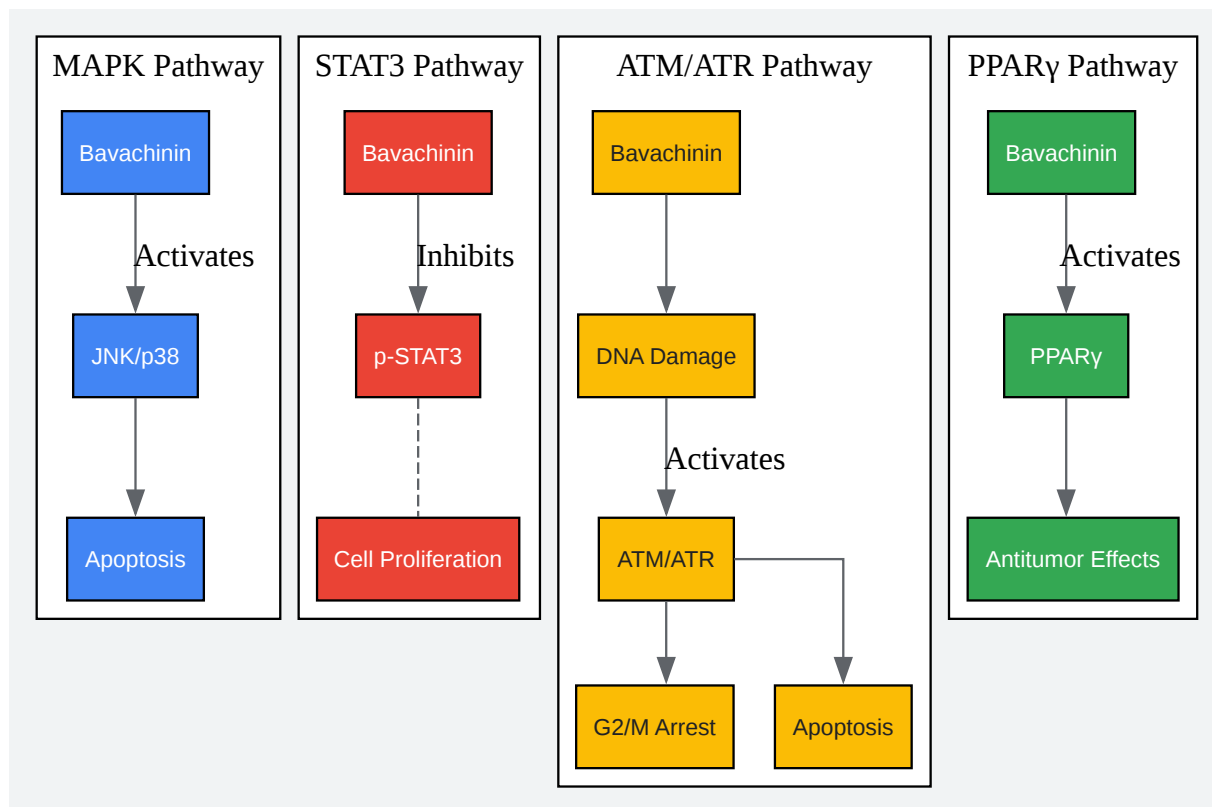 MAPK Pathway
Bavachinin
Activates
JNK/p38
Apoptosis
STAT3 Pathway
Bavachinin
Inhibits
p-STAT3
Cell Proliferation
ATM/ATR Pathway
Bavachinin
DNA Damage
Activates
ATM/ATR
G2/M Arrest
Apoptosis
PPARγ Pathway
Bavachinin
Activates
PPARγ
Antitumor Effects